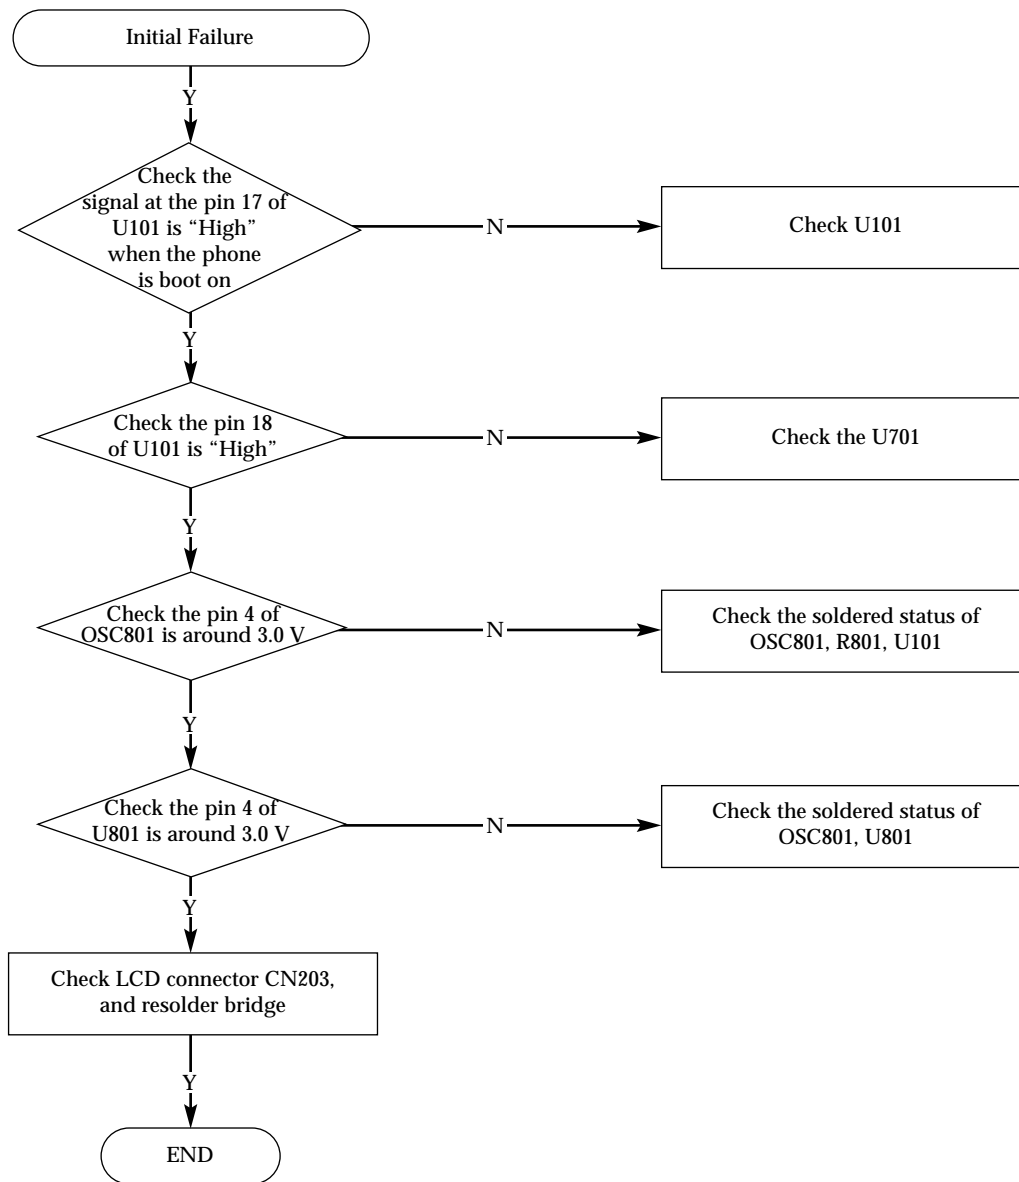 Initial Failure
Y
Check the
signal at the pin 17 of
U101 is “High”
when the phone
is boot on
N
Check U101
Y
Check the pin 18
of U101 is “High”
N
Check the U701
Y
Check the pin 4 of
OSC801 is around 3.0 V
N
Check the soldered status of
OSC801, R801, U101
Y
Check the pin 4 of
U801 is around 3.0 V
N
Check the soldered status of
OSC801, U801
Y
Check LCD connector CN203,
and resolder bridge
Y
END